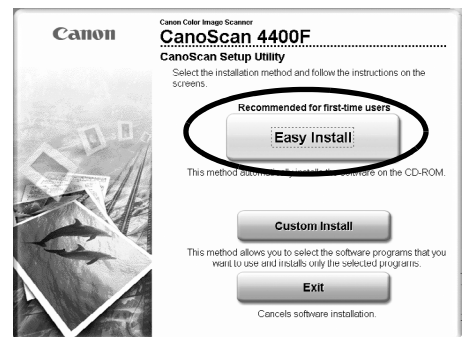 Canon
Canon Color Image Scanner
CanoScan 4400F
CanoScan Setup Utility
Select the installation method and follow the instructions on the
screens.
Recommended for first-time users
Easy Install
This method automatically installs the software on the CD-ROM.
Custom Install
This method allows you to select the software programs that you
want to use and installs only the selected programs.
Exit
Cancels software installation.